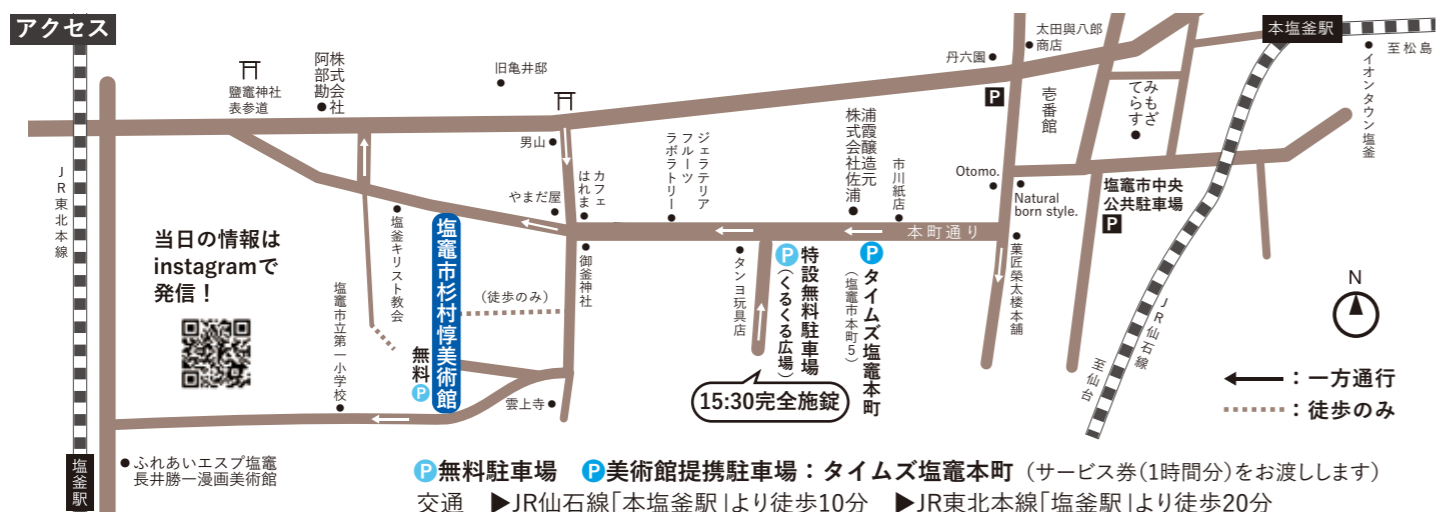 アクセス
太田與八郎
商店
本塩釜駅
至松島
丹六園
P
壱番館
みもざ
てらす
イオンタウン塩釜
鹽竈神社
表参道
株式会社
阿部勘
旧亀井邸
男山
やまだ屋
カフェ
はれま
ジェラテリア
フルーツ
ラボラトリー
浦霞醸造元
株式会社佐浦
市川紙店
Otomo.
Natural
born style.
塩竈市中央
公共駐車場
P
JR東北本線
当日の情報は
instagramで
発信！
塩釜キリスト教会
塩竈市杉村惇美術館
（徒歩のみ）
御釜神社
本町通り
タンヨ玩具店
P
特設無料駐車場
（くるくる広場）
P
タイムズ塩竈本町
（塩竈市本町5）
菓匠榮太楼本舗
N
JR仙石線
至仙台
塩竈市立第一小学校
無料
P
雲上寺
15:30完全施錠
：一方通行
：徒歩のみ
塩釜駅
ふれあいエスプ塩竈
長井勝一漫画美術館
P無料駐車場 P美術館提携駐車場：タイムズ塩竈本町（サービス券（1時間分）をお渡しします）
交通 ▶JR仙石線「本塩釜駅」より徒歩10分 ▶JR東北本線「塩釜駅」より徒歩20分